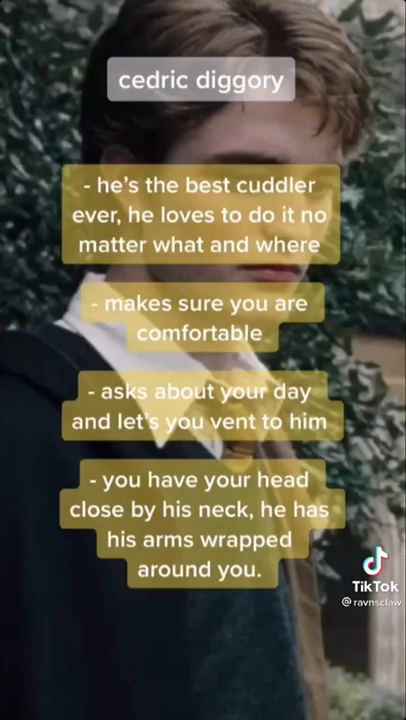 cedric diggory
- he's the best cuddler
ever, he loves to do it no
matter what and where
- makes sure you are
comfortable
- asks about your day
and let's you vent to him
- you have your head
close by his neck, he has
his arms wrapped
around you.
TikTok
@ravnsclaw